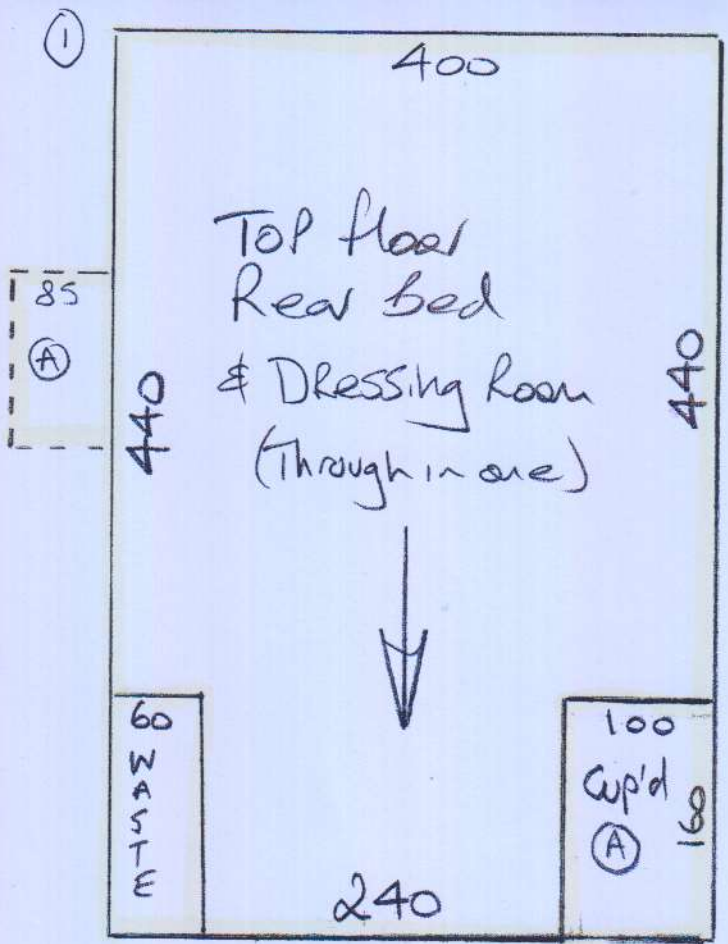 1
400
Top floor
Rear bed
& Dressing Room
(Through in one)
85
A
440
440
60
WASTE
100
Cup'd
A
160
240